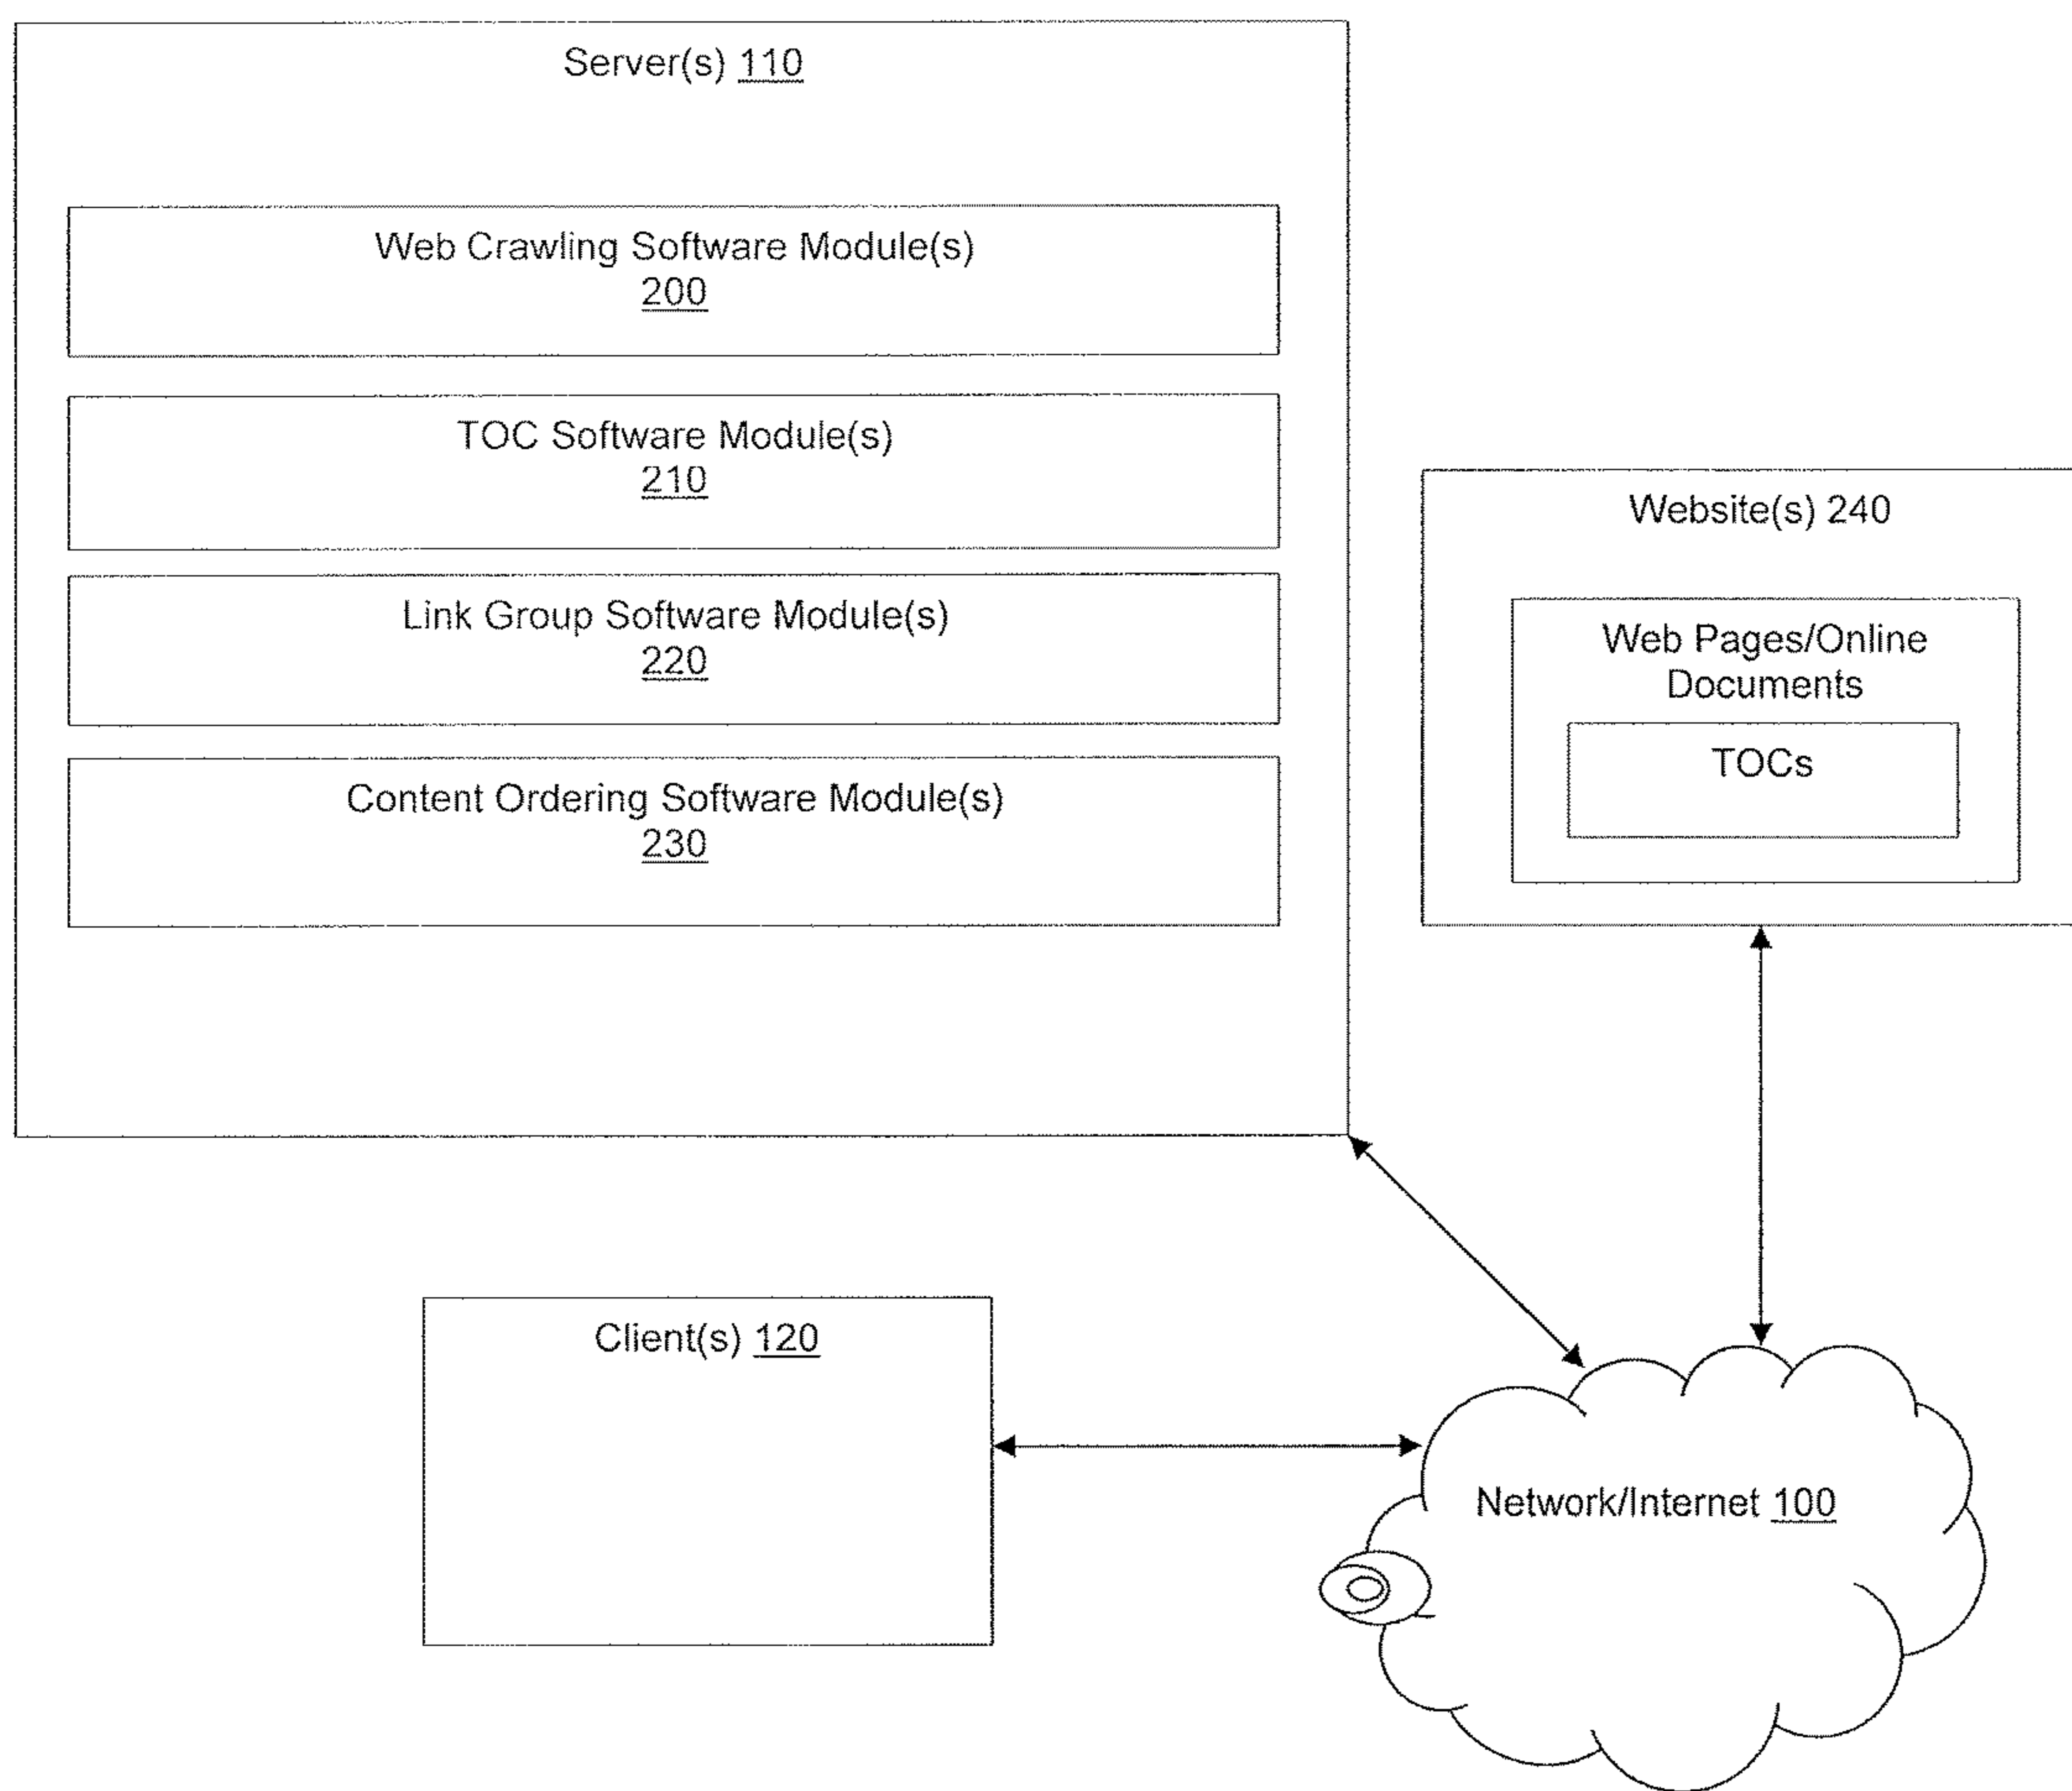 Server(s) 110
Web Crawling Software Module(s)
200
TOC Software Module(s)
210
Link Group Software Module(s)
220
Content Ordering Software Module(s)
230
Website(s) 240
Web Pages/Online
Documents
TOCs
Client(s) 120
Network/Internet 100